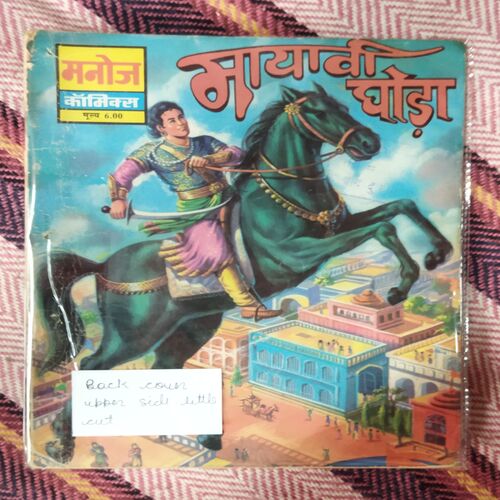 मनोज
कॉमिक्स
मूल्य 6.00
मायावी
घोड़ा
Back cover
upper side little
cut